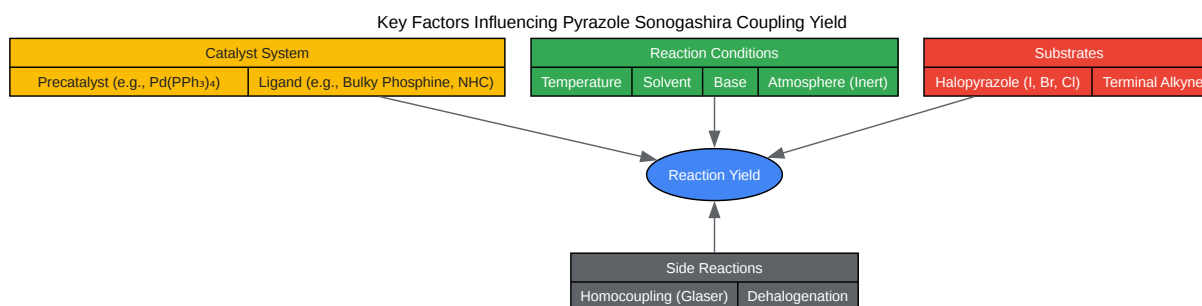 Key Factors Influencing Pyrazole Sonogashira Coupling Yield
Catalyst System
Precatalyst (e.g., Pd(PPh₃)₄)
Ligand (e.g., Bulky Phosphine, NHC)
Reaction Conditions
Temperature
Solvent
Base
Atmosphere (Inert)
Substrates
Halopyrazole (I, Br, Cl)
Terminal Alkyne
Reaction Yield
Side Reactions
Homocoupling (Glaser)
Dehalogenation